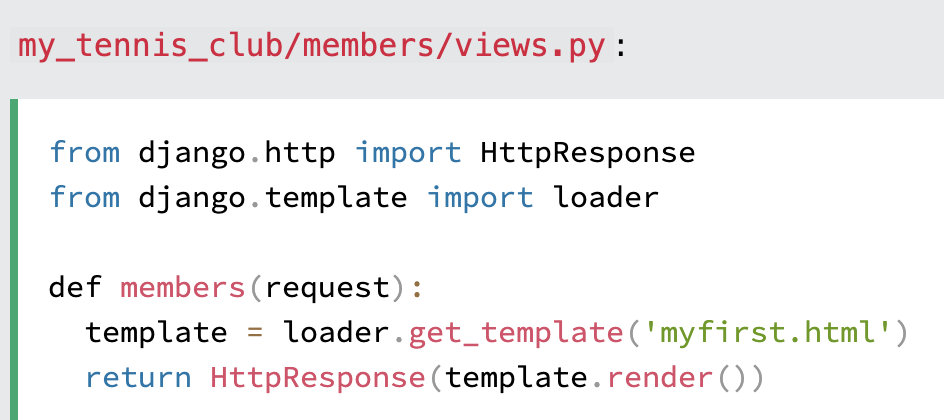 my_tennis_club/members/views.py:
from django.http import HttpResponse
from django.template import loader
def members(request):
  template = loader.get_template('myfirst.html')
  return HttpResponse(template.render())